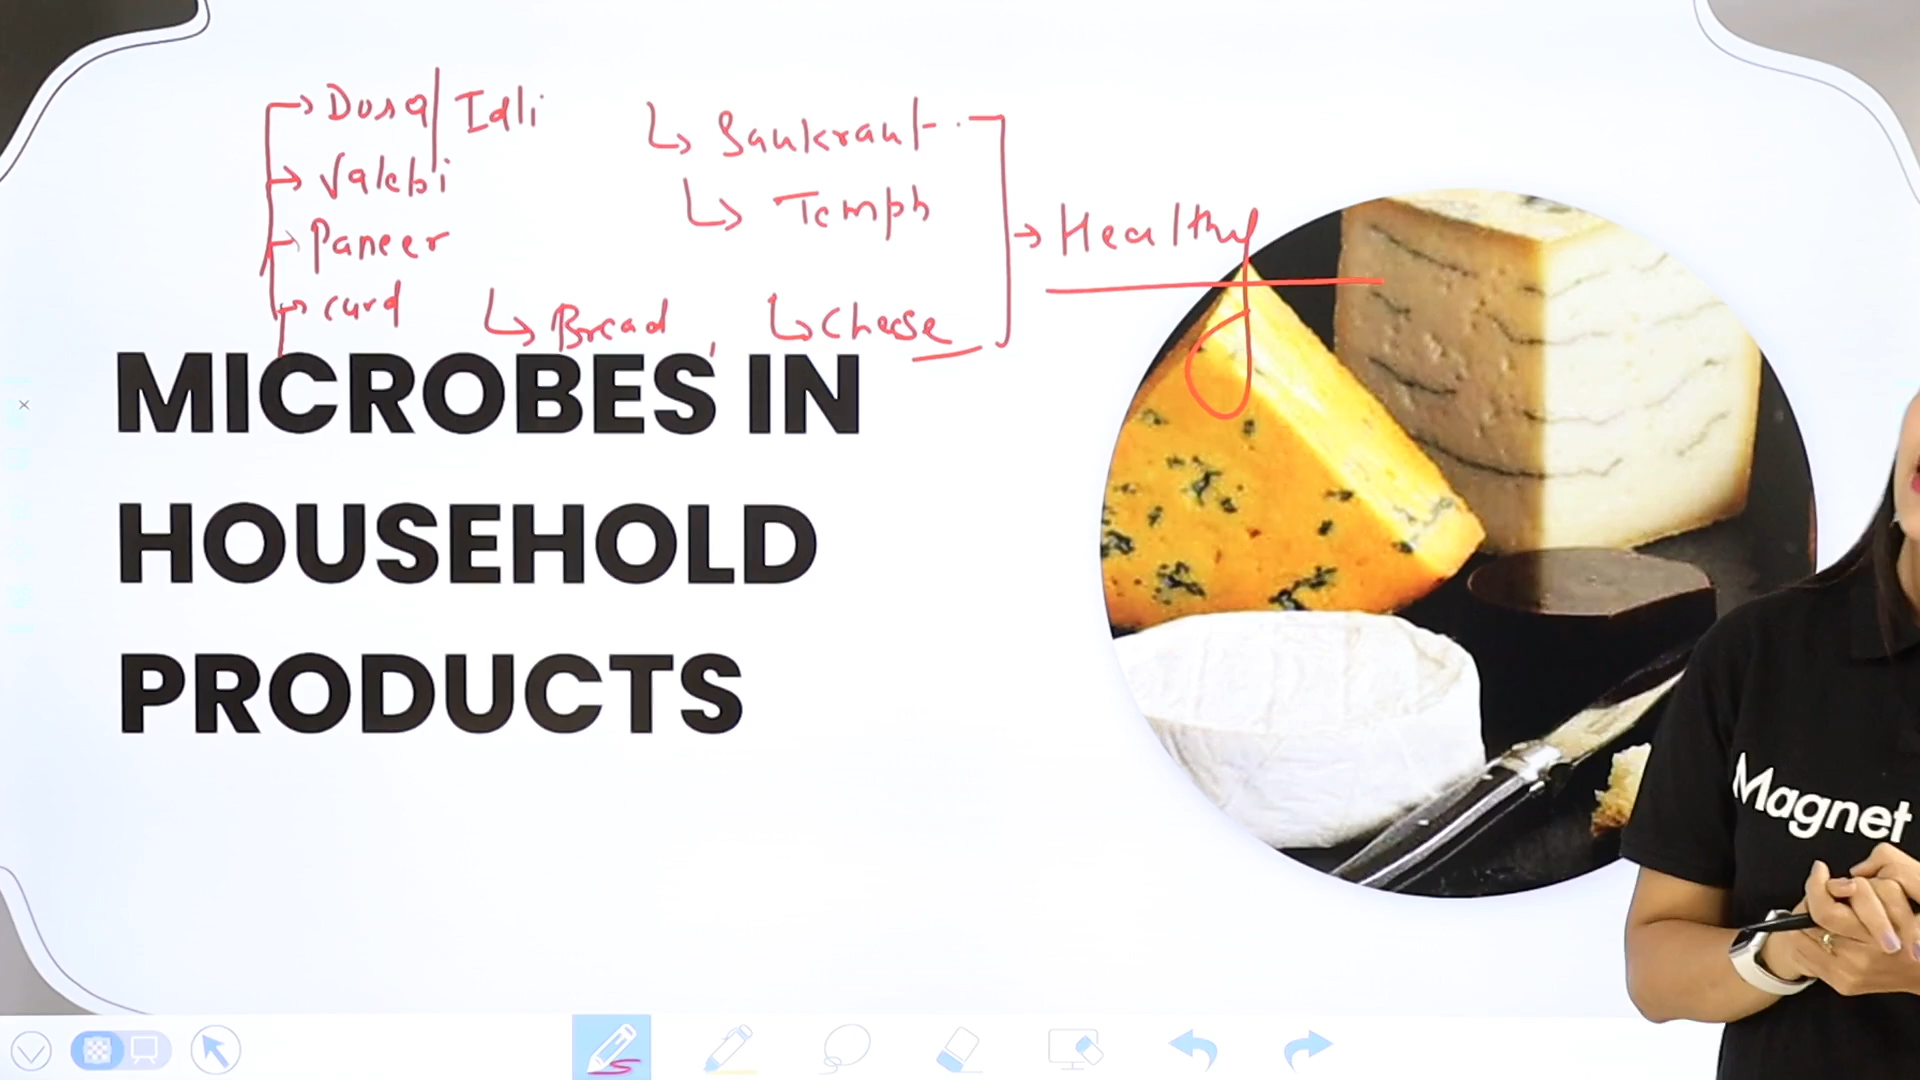 Dosa/Idli
Jalebi
Paneer
curd
Saukraut
Temph
Bread, Cheese
Healthy
MICROBES IN
HOUSEHOLD
PRODUCTS
Magnet